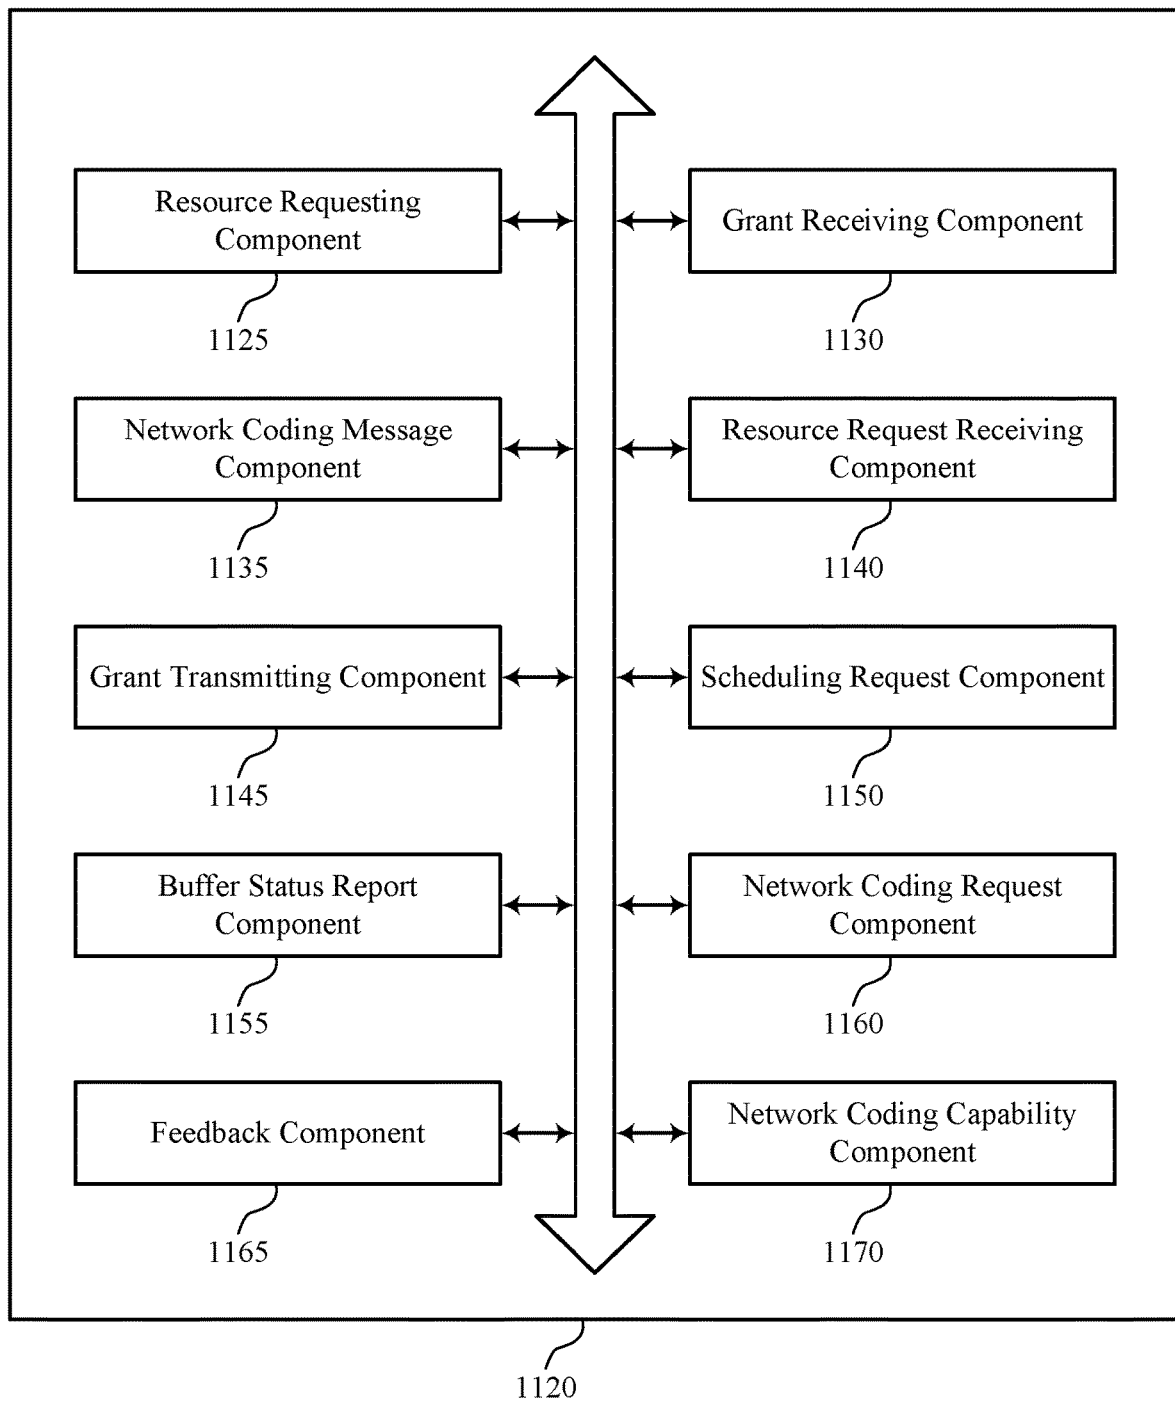 Resource Requesting
Component
1125
Grant Receiving Component
1130
Network Coding Message
Component
1135
Resource Request Receiving
Component
1140
Grant Transmitting Component
1145
Scheduling Request Component
1150
Buffer Status Report
Component
1155
Network Coding Request
Component
1160
Feedback Component
1165
Network Coding Capability
Component
1170
1120